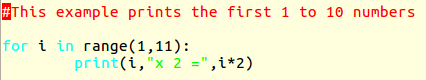 #This example prints the first 1 to 10 numbers
for i in range(1,11):
print(i,"x 2 =",i*2)